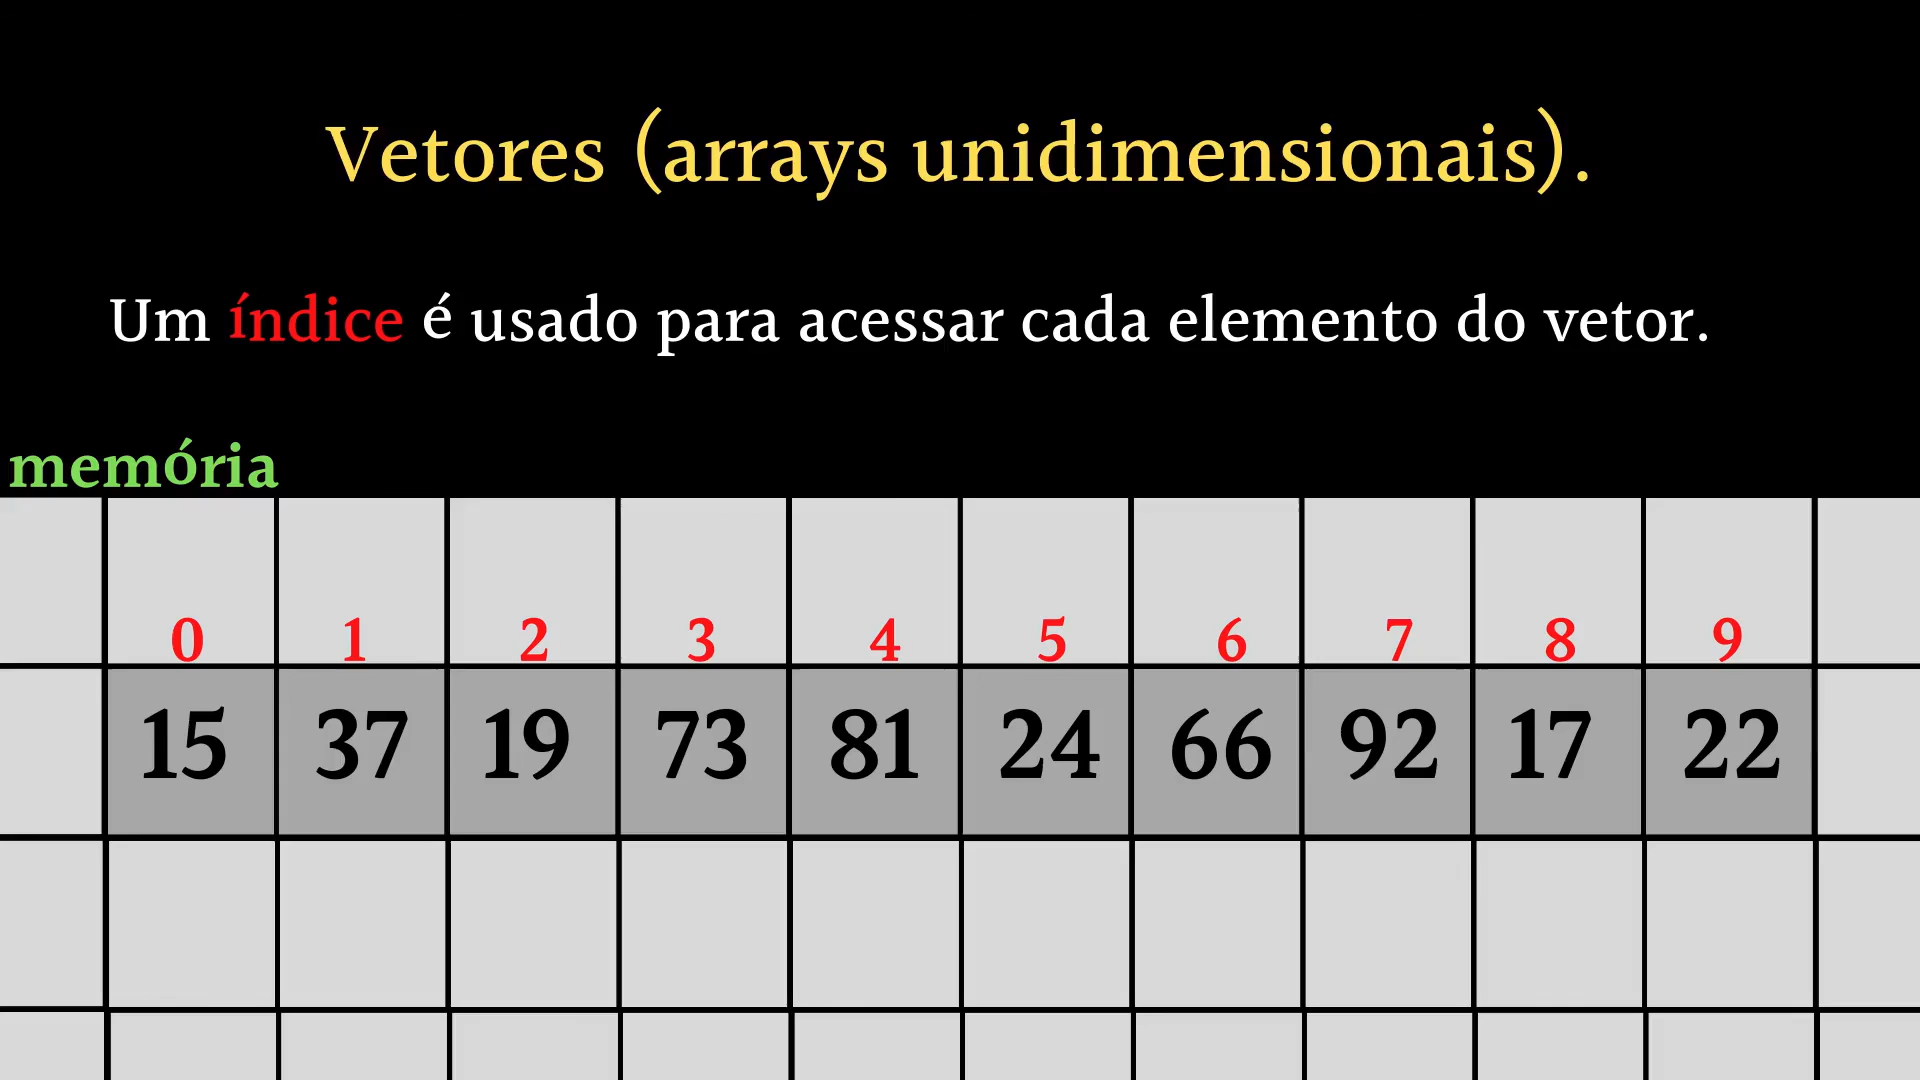 Vetores (arrays unidimensionais).
Um índice é usado para acessar cada elemento do vetor.
memória
0 1 2 3 4 5 6 7 8 9
15 37 19 73 81 24 66 92 17 22